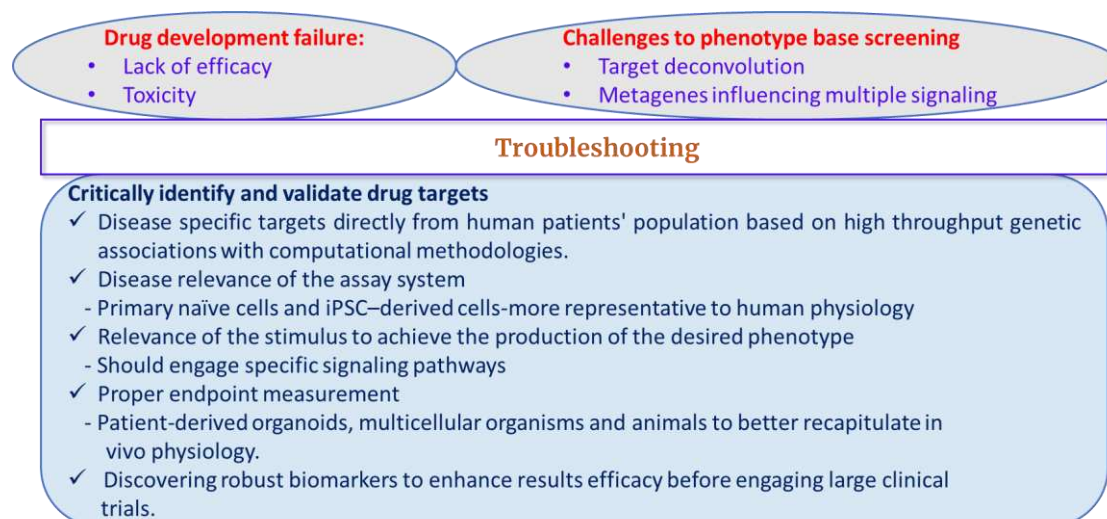 Drug development failure:
• Lack of efficacy
• Toxicity
Challenges to phenotype base screening
• Target deconvolution
• Metagenes influencing multiple signaling
Troubleshooting
Critically identify and validate drug targets
✓ Disease specific targets directly from human patients' population based on high throughput genetic
associations with computational methodologies.
✓ Disease relevance of the assay system
- Primary naïve cells and iPSC–derived cells-more representative to human physiology
✓ Relevance of the stimulus to achieve the production of the desired phenotype
- Should engage specific signaling pathways
✓ Proper endpoint measurement
- Patient-derived organoids, multicellular organisms and animals to better recapitulate in
vivo physiology.
✓ Discovering robust biomarkers to enhance results efficacy before engaging large clinical
trials.